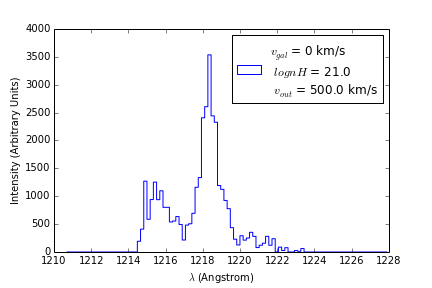 4000
3500
3000
2500
2000
1500
1000
500
0
Intensity (Arbitrary Units)
v_gal = 0 km/s
lognH = 21.0
v_out = 500.0 km/s
1210 1212 1214 1216 1218 1220 1222 1224 1226 1228
λ (Angstrom)